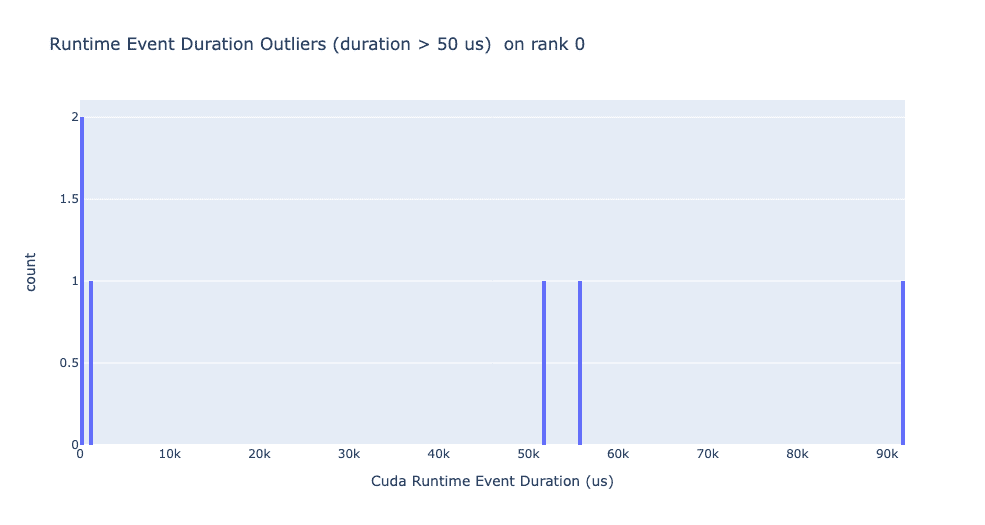 Runtime Event Duration Outliers (duration > 50 us)  on rank 0
2
1.5
1
0.5
0
count
0 10k 20k 30k 40k 50k 60k 70k 80k 90k
Cuda Runtime Event Duration (us)